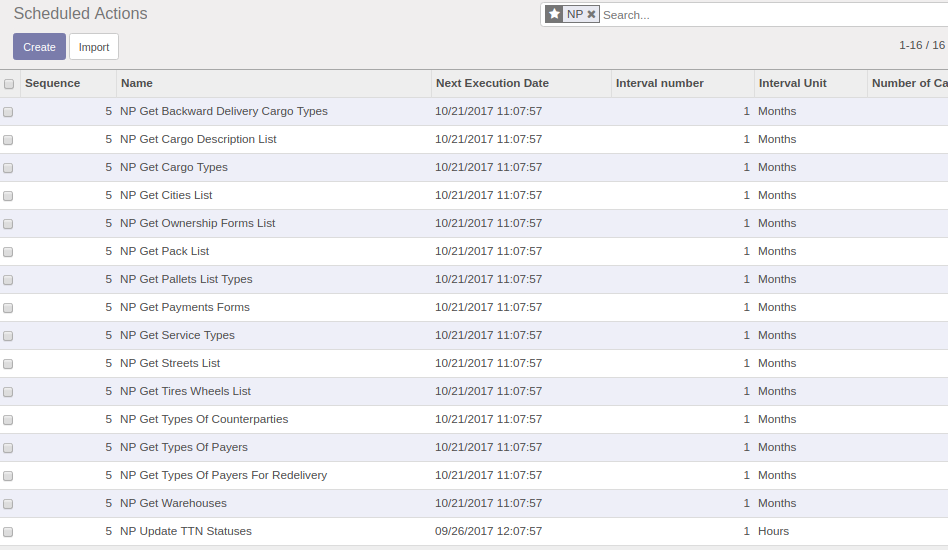 Scheduled Actions
NP Search...
Create Import 1-16 / 16
Sequence Name Next Execution Date Interval number Interval Unit Number of Ca
5 NP Get Backward Delivery Cargo Types 10/21/2017 11:07:57 1 Months
5 NP Get Cargo Description List 10/21/2017 11:07:57 1 Months
5 NP Get Cargo Types 10/21/2017 11:07:57 1 Months
5 NP Get Cities List 10/21/2017 11:07:57 1 Months
5 NP Get Ownership Forms List 10/21/2017 11:07:57 1 Months
5 NP Get Pack List 10/21/2017 11:07:57 1 Months
5 NP Get Pallets List Types 10/21/2017 11:07:57 1 Months
5 NP Get Payments Forms 10/21/2017 11:07:57 1 Months
5 NP Get Service Types 10/21/2017 11:07:57 1 Months
5 NP Get Streets List 10/21/2017 11:07:57 1 Months
5 NP Get Tires Wheels List 10/21/2017 11:07:57 1 Months
5 NP Get Types Of Counterparties 10/21/2017 11:07:57 1 Months
5 NP Get Types Of Payers 10/21/2017 11:07:57 1 Months
5 NP Get Types Of Payers For Redelivery 10/21/2017 11:07:57 1 Months
5 NP Get Warehouses 10/21/2017 11:07:57 1 Months
5 NP Update TTN Statuses 09/26/2017 12:07:57 1 Hours